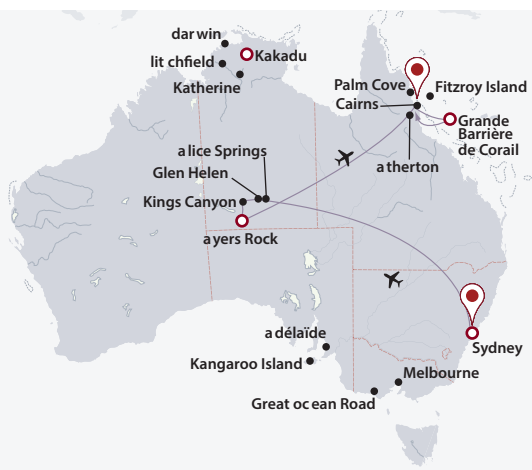 dar win
lit chfield
Kakadu
Katherine
Palm Cove
Fitzroy Island
Cairns
Grande
Barrière
de Corail
a therton
a lice Springs
Glen Helen
Kings Canyon
a yers Rock
Sydney
a délaïde
Kangaroo Island
Melbourne
Great oc ean Road